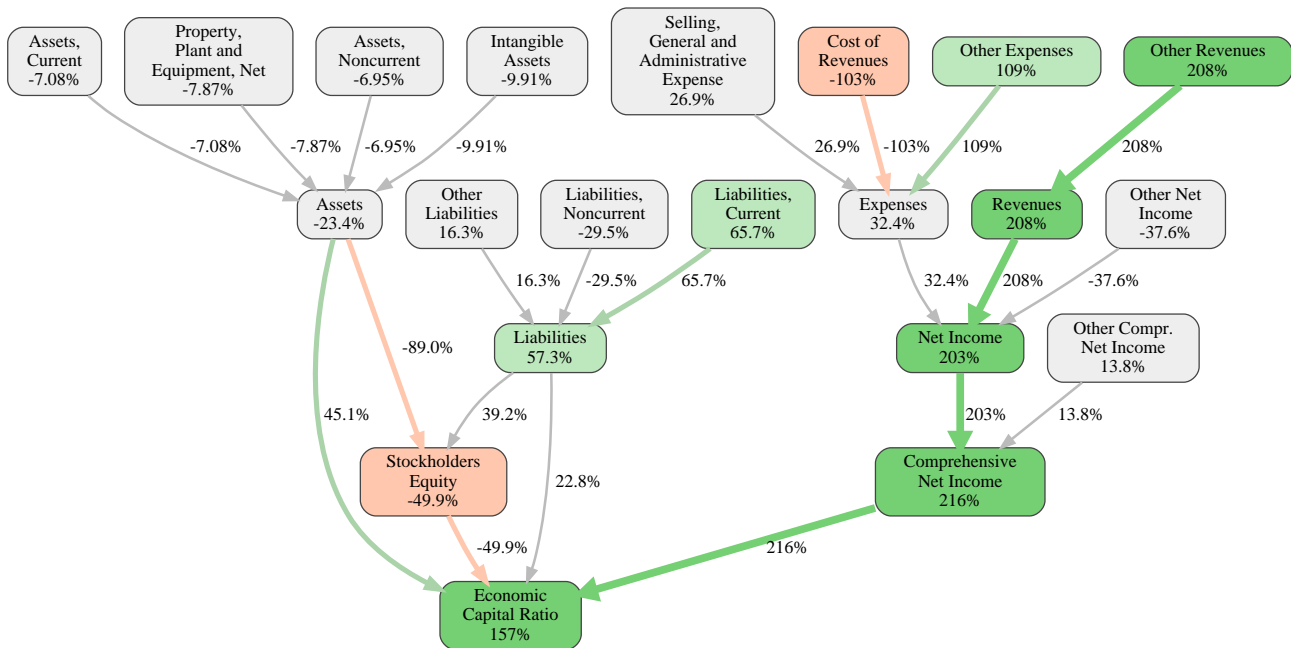 Assets,
Current
-7.08%
Property,
Plant and
Equipment, Net
-7.87%
Assets,
Noncurrent
-6.95%
Intangible
Assets
-9.91%
Selling,
General and
Administrative
Expense
26.9%
Cost of
Revenues
-103%
Other Expenses
109%
Other Revenues
208%
-7.08%
-7.87%
-6.95%
-9.91%
26.9%
-103%
109%
208%
Assets
-23.4%
Other
Liabilities
16.3%
Liabilities,
Noncurrent
-29.5%
Liabilities,
Current
65.7%
Expenses
32.4%
Revenues
208%
Other Net
Income
-37.6%
16.3%
-29.5%
65.7%
32.4%
208%
-37.6%
-89.0%
Liabilities
57.3%
Net Income
203%
Other Compr.
Net Income
13.8%
45.1%
39.2%
203%
13.8%
Stockholders
Equity
-49.9%
22.8%
Comprehensive
Net Income
216%
-49.9%
216%
Economic
Capital Ratio
157%